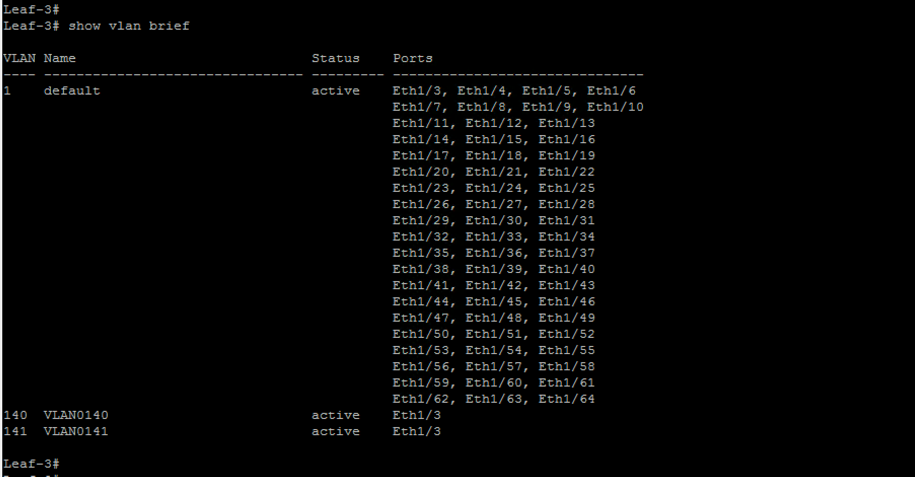 Leaf-3#
Leaf-3# show vlan brief
VLAN Name                             Status    Ports
---- -------------------------------- --------- -------------------------------
1    default                          active    Eth1/3, Eth1/4, Eth1/5, Eth1/6
                                                Eth1/7, Eth1/8, Eth1/9, Eth1/10
                                                Eth1/11, Eth1/12, Eth1/13
                                                Eth1/14, Eth1/15, Eth1/16
                                                Eth1/17, Eth1/18, Eth1/19
                                                Eth1/20, Eth1/21, Eth1/22
                                                Eth1/23, Eth1/24, Eth1/25
                                                Eth1/26, Eth1/27, Eth1/28
                                                Eth1/29, Eth1/30, Eth1/31
                                                Eth1/32, Eth1/33, Eth1/34
                                                Eth1/35, Eth1/36, Eth1/37
                                                Eth1/38, Eth1/39, Eth1/40
                                                Eth1/41, Eth1/42, Eth1/43
                                                Eth1/44, Eth1/45, Eth1/46
                                                Eth1/47, Eth1/48, Eth1/49
                                                Eth1/50, Eth1/51, Eth1/52
                                                Eth1/53, Eth1/54, Eth1/55
                                                Eth1/56, Eth1/57, Eth1/58
                                                Eth1/59, Eth1/60, Eth1/61
                                                Eth1/62, Eth1/63, Eth1/64
140  VLAN0140                         active    Eth1/3
141  VLAN0141                         active    Eth1/3
Leaf-3#